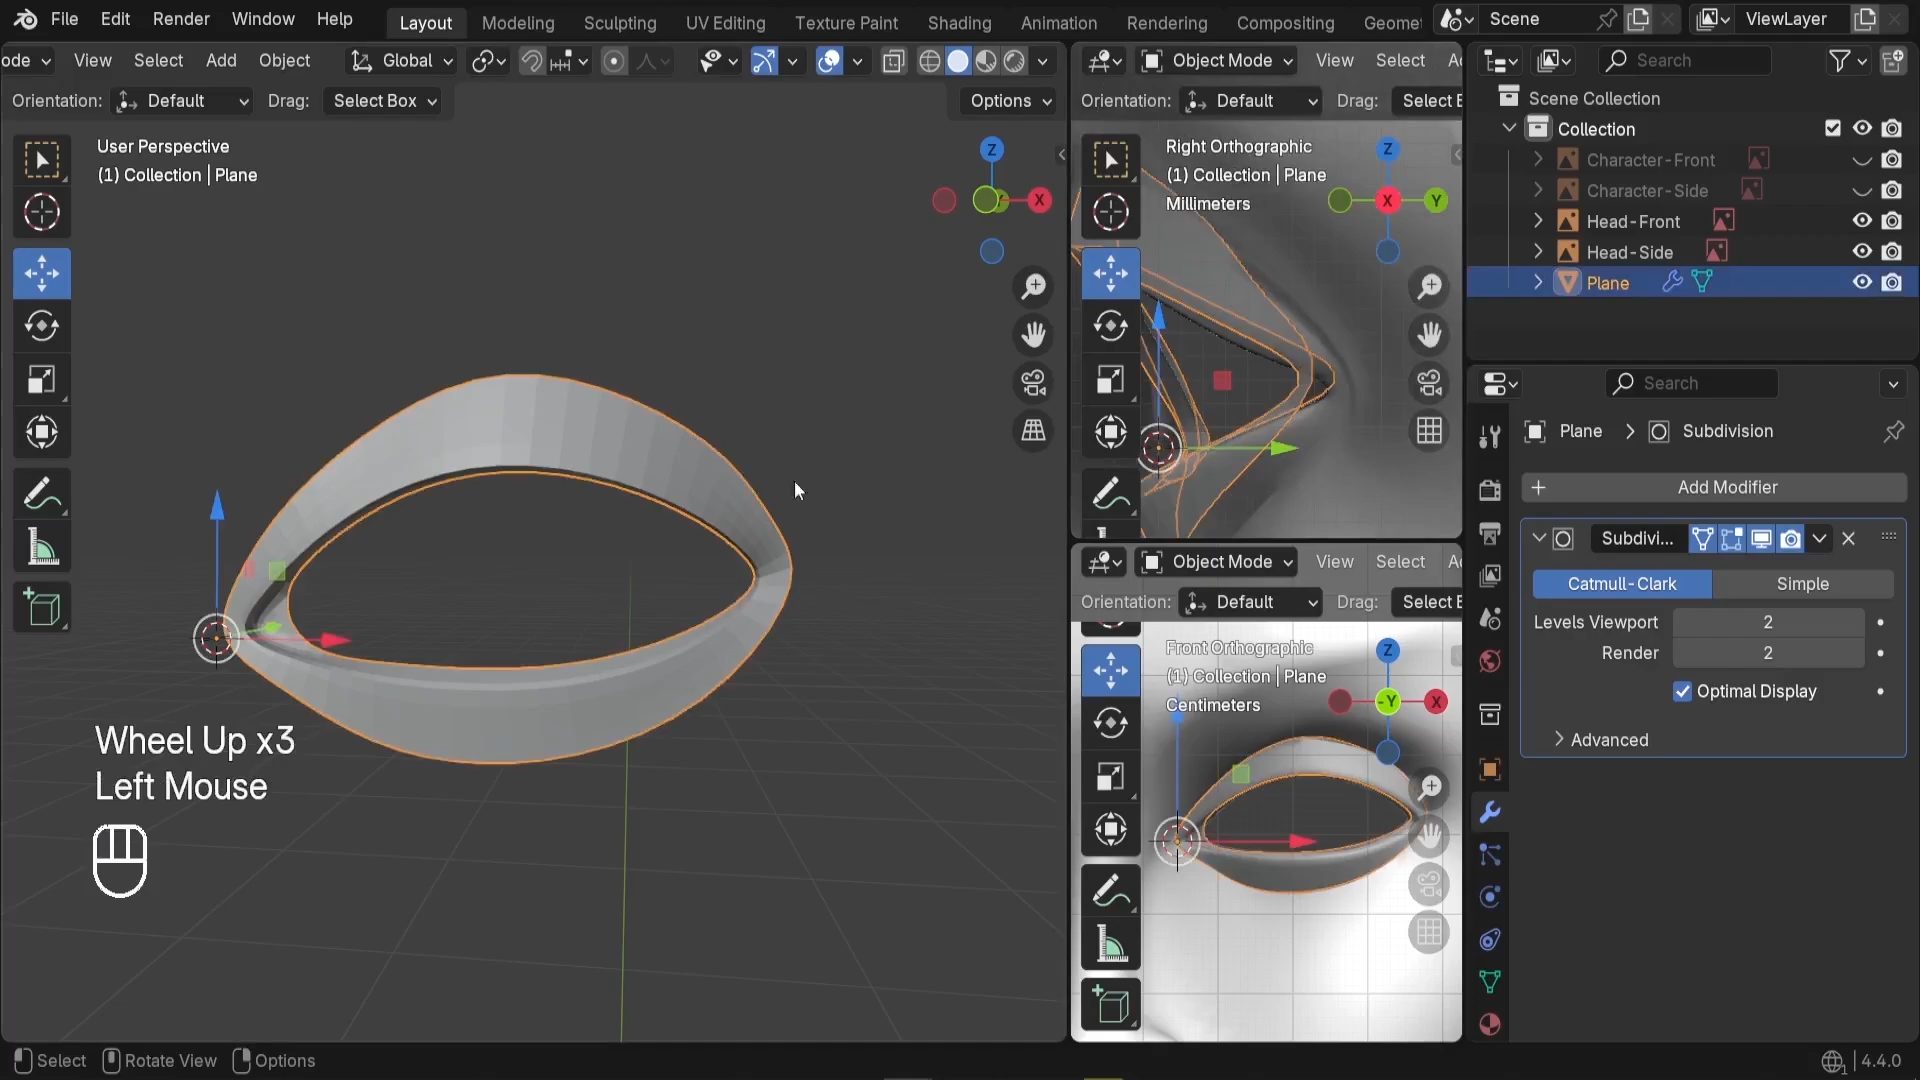 File Edit Render Window Help Layout Modeling Sculpting UV Editing Texture Paint Shading Animation Rendering Compositing Geomet Scene ViewLayer
ode View Select Add Object Global Object Mode View Select Search
Orientation: Default Drag: Select Box Options Orientation: Default Drag: Select B
Scene Collection
Collection
Character-Front
Character-Side
Head-Front
Head-Side
Plane
User Perspective
(1) Collection | Plane
Z
X
Right Orthographic
(1) Collection | Plane
Millimeters
Z
X
Y
Search
Plane Subdivision
Add Modifier
Subdivi...
Catmull-Clark Simple
Levels Viewport 2
Render 2
Optimal Display
Advanced
Object Mode View Select
Orientation: Default Drag: Select
Front Orthographic
(1) Collection | Plane
Centimeters
Z
-Y
X
Wheel Up x3
Left Mouse
Select Rotate View Options 4.4.0